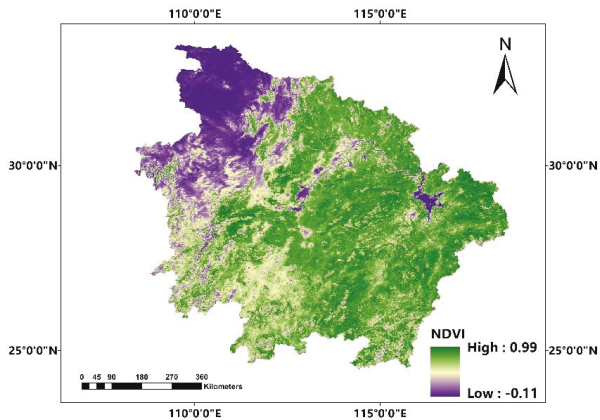 110°0'0"E 115°0'0"E
N
30°0'0"N 30°0'0"N
25°0'0"N 25°0'0"N
NDVI
High : 0.99
Low : -0.11
0 45 90 180 270 360
Kilometers
110°0'0"E 115°0'0"E